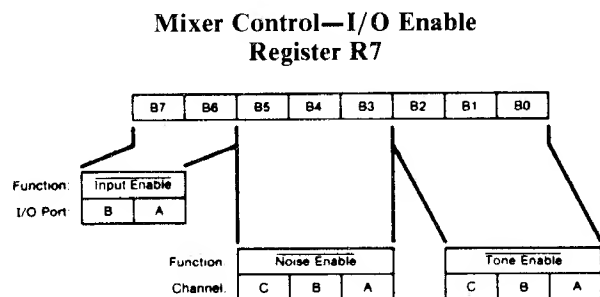 Mixer Control—I/O Enable
Register R7
B7 B6 B5 B4 B3 B2 B1 B0
Function: Input Enable
I/O Port: B A
Function: Noise Enable Tone Enable
Channel: C B A C B A